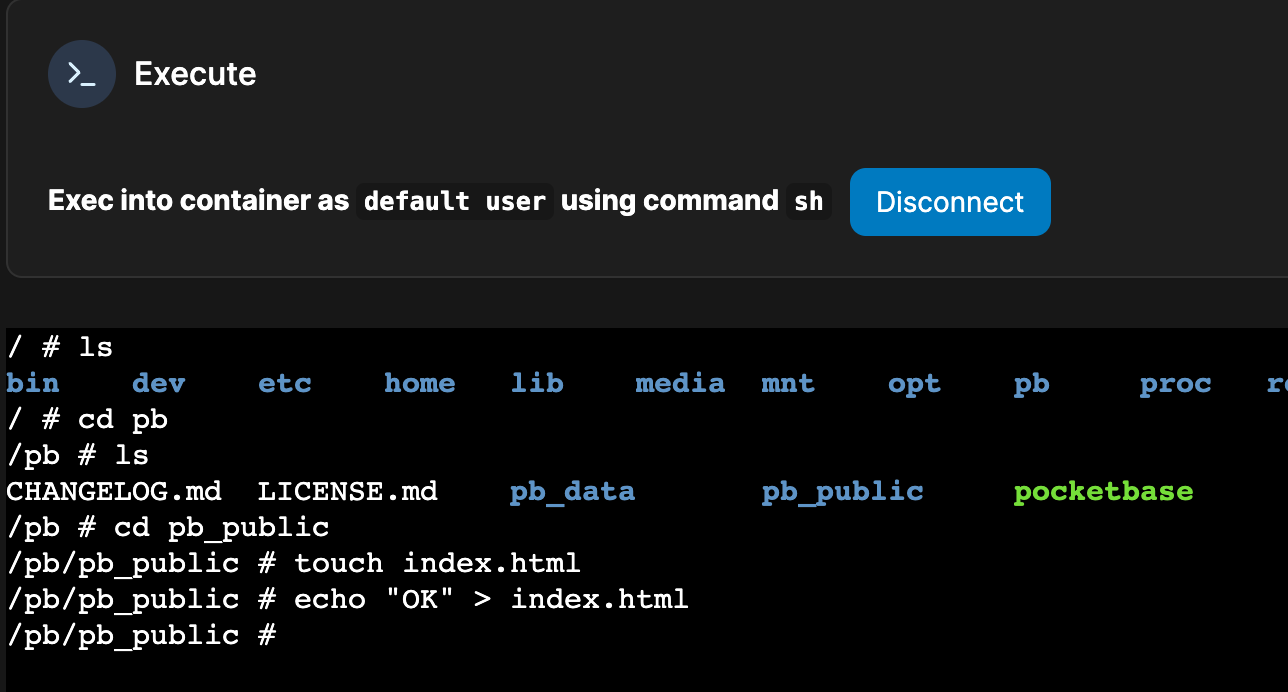 >_ Execute
Exec into container as default user using command sh Disconnect
/ # ls
bin dev etc home lib media mnt opt pb proc
/ # cd pb
/pb # ls
CHANGELOG.md LICENSE.md pb_data pb_public pocketbase
/pb # cd pb_public
/pb/pb_public # touch index.html
/pb/pb_public # echo "OK" > index.html
/pb/pb_public #